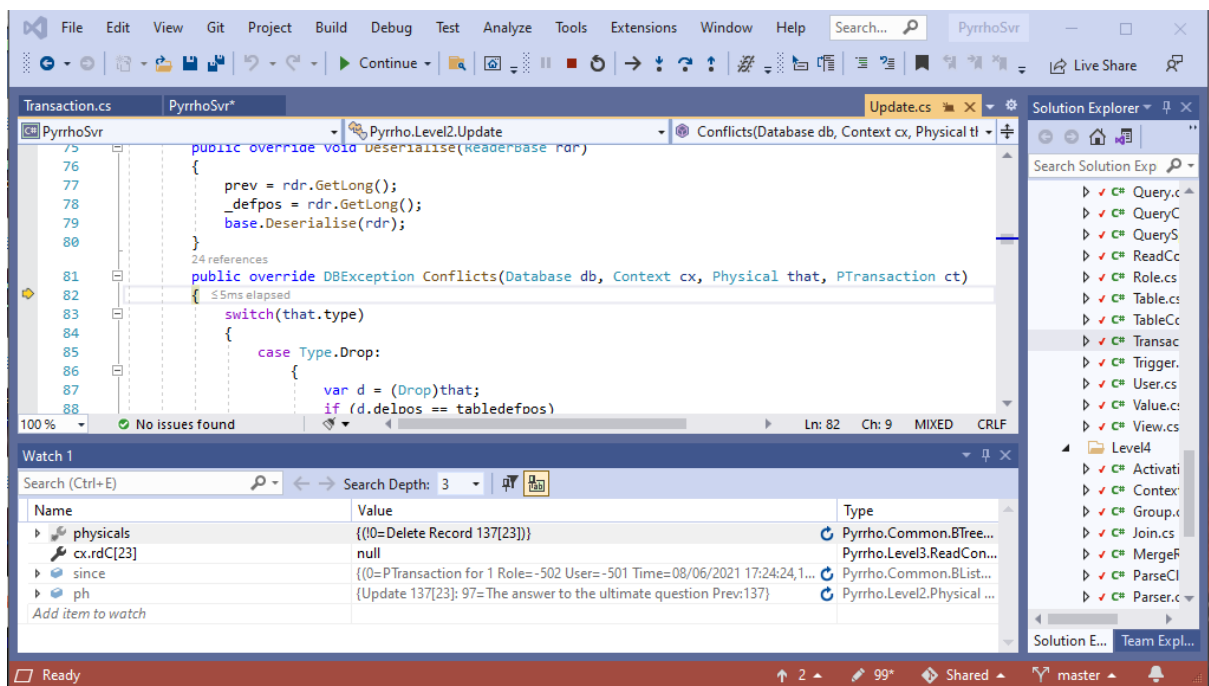 File Edit View Git Project Build Debug Test Analyze Tools Extensions Window Help Search... PyrrhoSvr
Continue Live Share
Transaction.cs PyrrhoSvr* Update.cs
PyrrhoSvr Pyrrho.Level2.Update Conflicts(Database db, Context cx, Physical th
75 public override void Deserialise(ReaderBase rdr)
76 {
77 prev = rdr.GetLong();
78 _defpos = rdr.GetLong();
79 base.Deserialise(rdr);
80 }
24 references
81 public override DBException Conflicts(Database db, Context cx, Physical that, PTransaction ct)
82 { ≤5ms elapsed
83 switch(that.type)
84 {
85 case Type.Drop:
86 {
87 var d = (Drop)that;
88 if (d.delpos == tabledefpos)
100 % No issues found Ln: 82 Ch: 9 MIXED CRLF
Watch 1
Search (Ctrl+E) Search Depth: 3
Name Value Type
physicals {(!0=Delete Record 137[23])} Pyrrho.Common.BTree...
cx.rdC[23] null Pyrrho.Level3.ReadCon...
since {(0=PTransaction for 1 Role=-502 User=-501 Time=08/06/2021 17:24:24,1... Pyrrho.Common.BList...
ph {Update 137[23]: 97=The answer to the ultimate question Prev:137} Pyrrho.Level2.Physical ...
Add item to watch
Solution Explorer
Search Solution Exp
C# Query.c
C# QueryC
C# QueryS
C# ReadCo
C# Role.cs
C# Table.cs
C# TableCo
C# Transac
C# Trigger.
C# User.cs
C# Value.cs
C# View.cs
Level4
C# Activati
C# Contex
C# Group.c
C# Join.cs
C# MergeR
C# ParseCl
C# Parser.c
Solution E... Team Expl...
Ready 2 99* Shared master